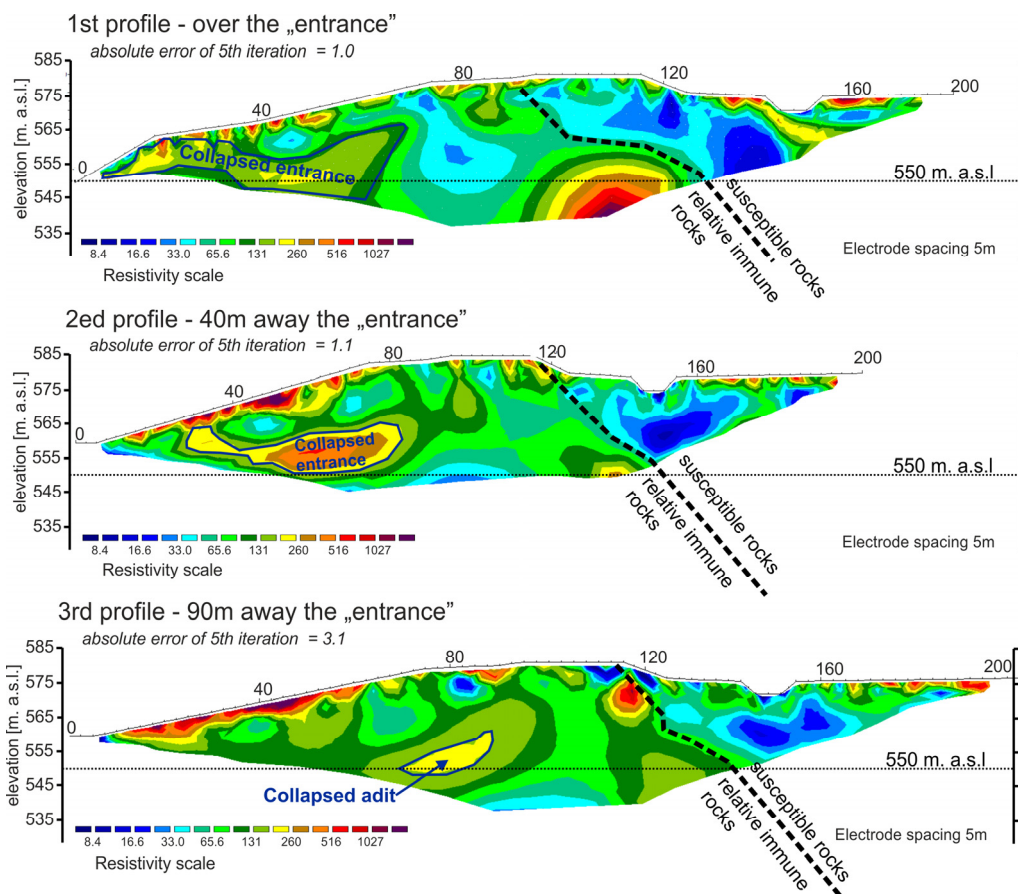 1st profile - over the „entrance”
absolute error of 5th iteration = 1.0
elevation [m. a.s.l.]
585
575
565
555
545
535
0
40
80
120
160
200
Collapsed entrance
550 m. a.s.l
susceptible rocks
relative immune
rocks
8.4 16.6 33.0 65.6 131 260 516 1027
Resistivity scale
Electrode spacing 5m
2ed profile - 40m away the „entrance”
absolute error of 5th iteration = 1.1
elevation [m. a.s.l.]
585
575
565
555
545
535
0
40
80
120
160
200
Collapsed
entrance
550 m. a.s.l
susceptible rocks
relative immune
rocks
8.4 16.6 33.0 65.6 131 260 516 1027
Resistivity scale
Electrode spacing 5m
3rd profile - 90m away the „entrance”
absolute error of 5th iteration = 3.1
elevation [m. a.s.l.]
585
575
565
555
545
535
0
40
80
120
160
200
Collapsed adit
550 m. a.s.l
susceptible rocks
relative immune
rocks
8.4 16.6 33.0 65.6 131 260 516 1027
Resistivity scale
Electrode spacing 5m